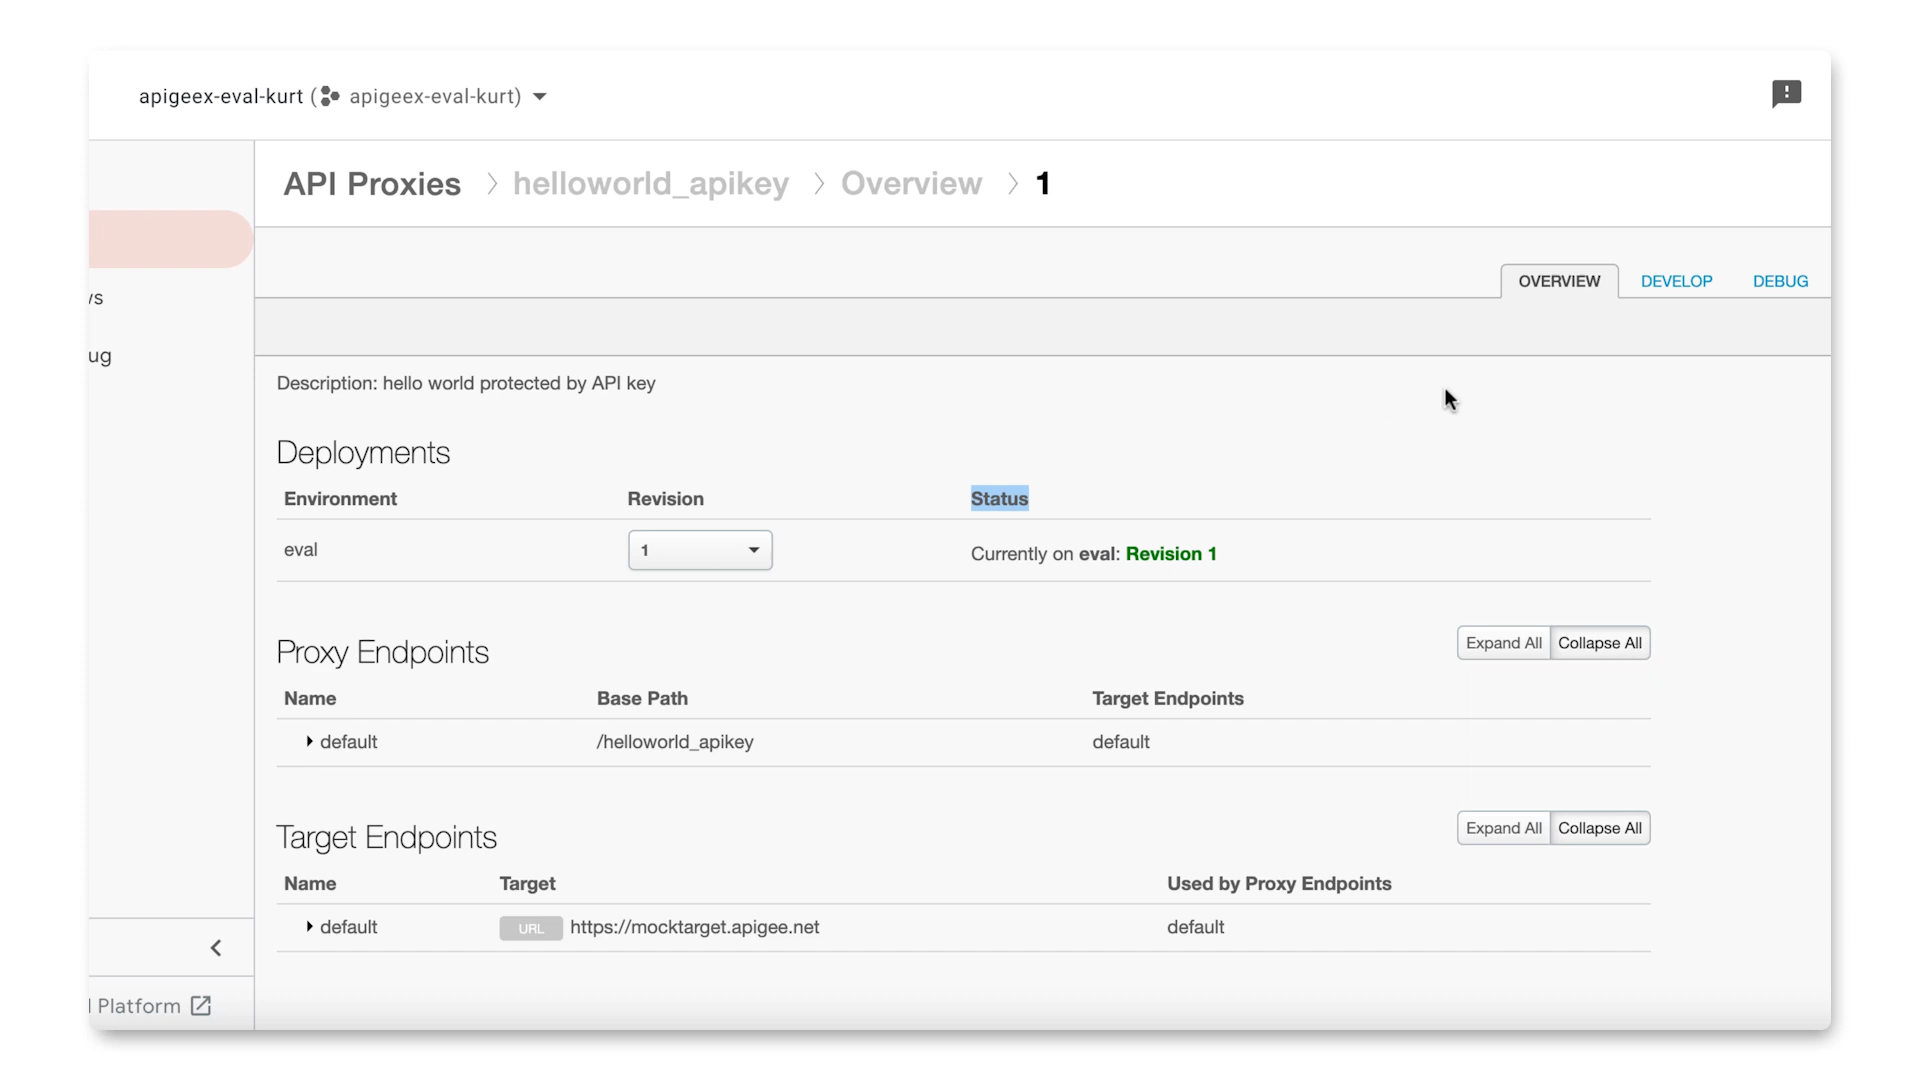 apigeex-eval-kurt ( apigeex-eval-kurt)
API Proxies > helloworld_apikey > Overview > 1
OVERVIEW DEVELOP DEBUG
ug
Description: hello world protected by API key
Deployments
Environment Revision Status
eval 1 Currently on eval: Revision 1
Proxy Endpoints Expand All Collapse All
Name Base Path Target Endpoints
default /helloworld_apikey default
Target Endpoints Expand All Collapse All
Name Target Used by Proxy Endpoints
default URL https://mocktarget.apigee.net default
Platform